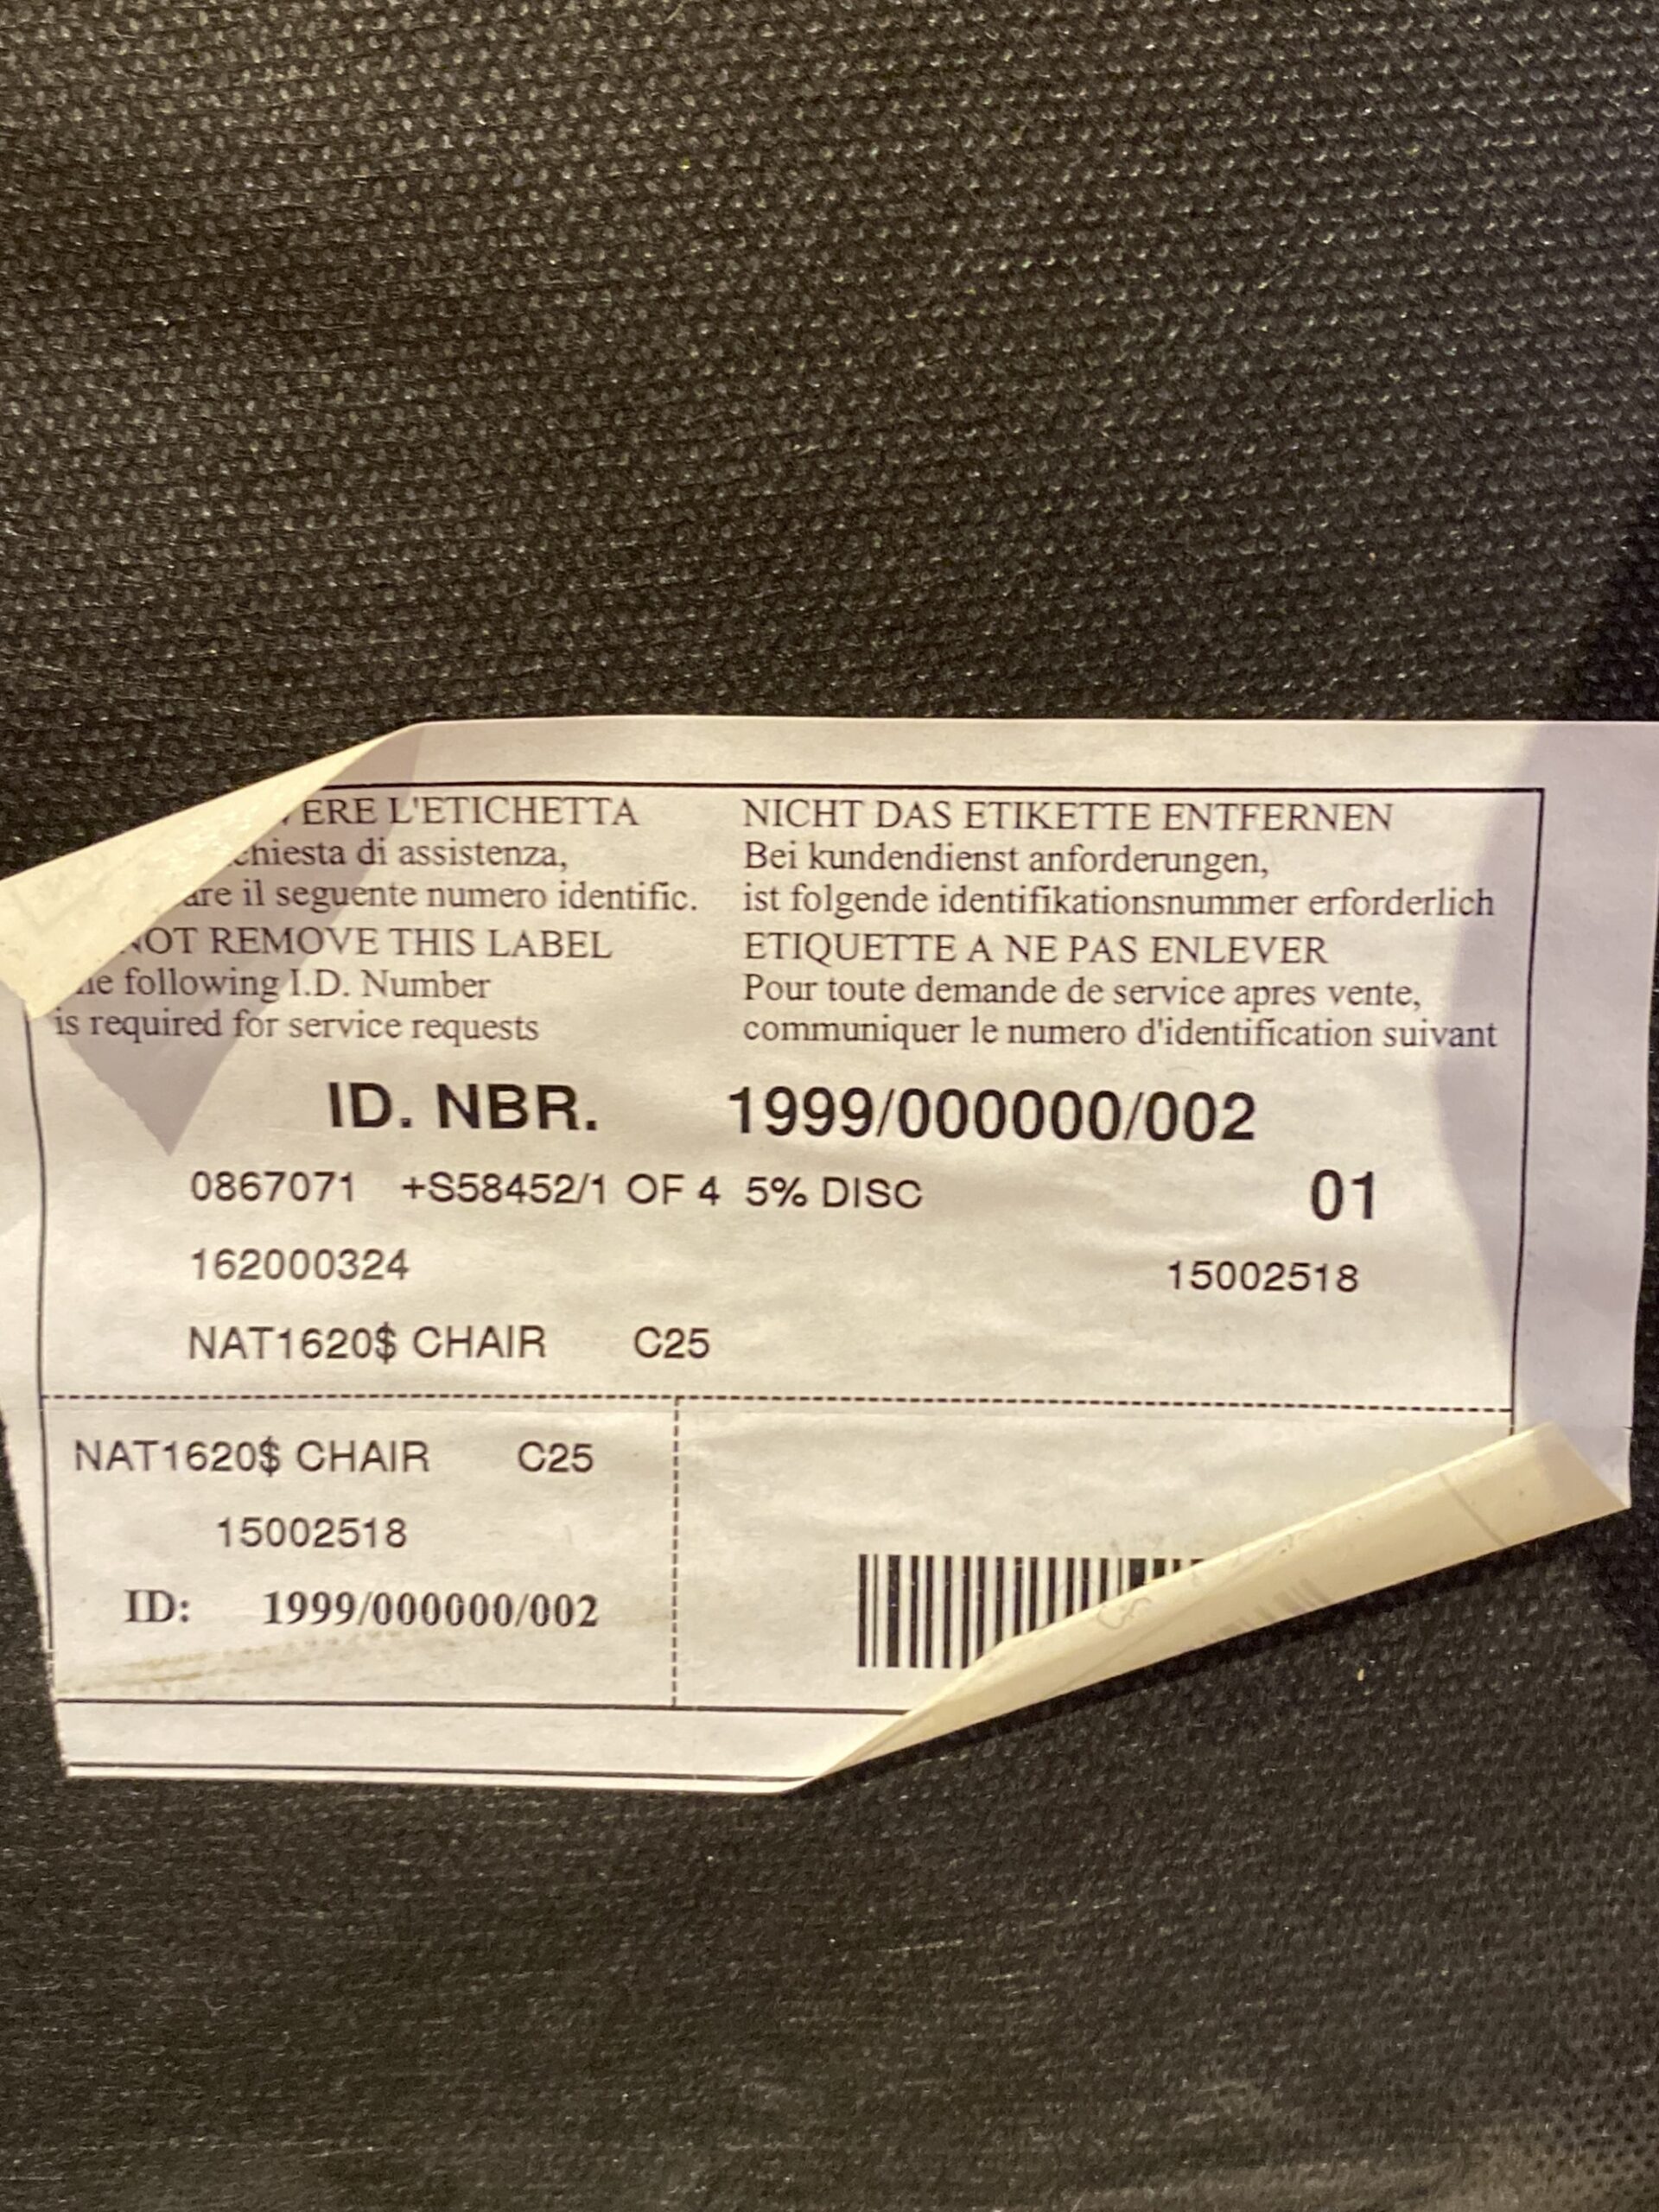 ERE L'ETICHETTA
chiesta di assistenza,
are il seguente numero identific.
NOT REMOVE THIS LABEL
he following I.D. Number
is required for service requests
NICHT DAS ETIKETTE ENTFERNEN
Bei kundendienst anforderungen,
ist folgende identifikationsnummer erforderlich
ETIQUETTE A NE PAS ENLEVER
Pour toute demande de service apres vente,
communiquer le numero d'identification suivant
ID. NBR. 1999/000000/002
0867071 +S58452/1 OF 4 5% DISC 01
162000324 15002518
NAT1620$ CHAIR C25
NAT1620$ CHAIR C25
15002518
ID: 1999/000000/002